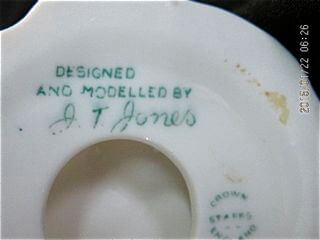 DESIGNED
AND MODELLED BY
J. T. Jones
CROWN
STAFFS
ENGLAND
2016/01/22 06:26